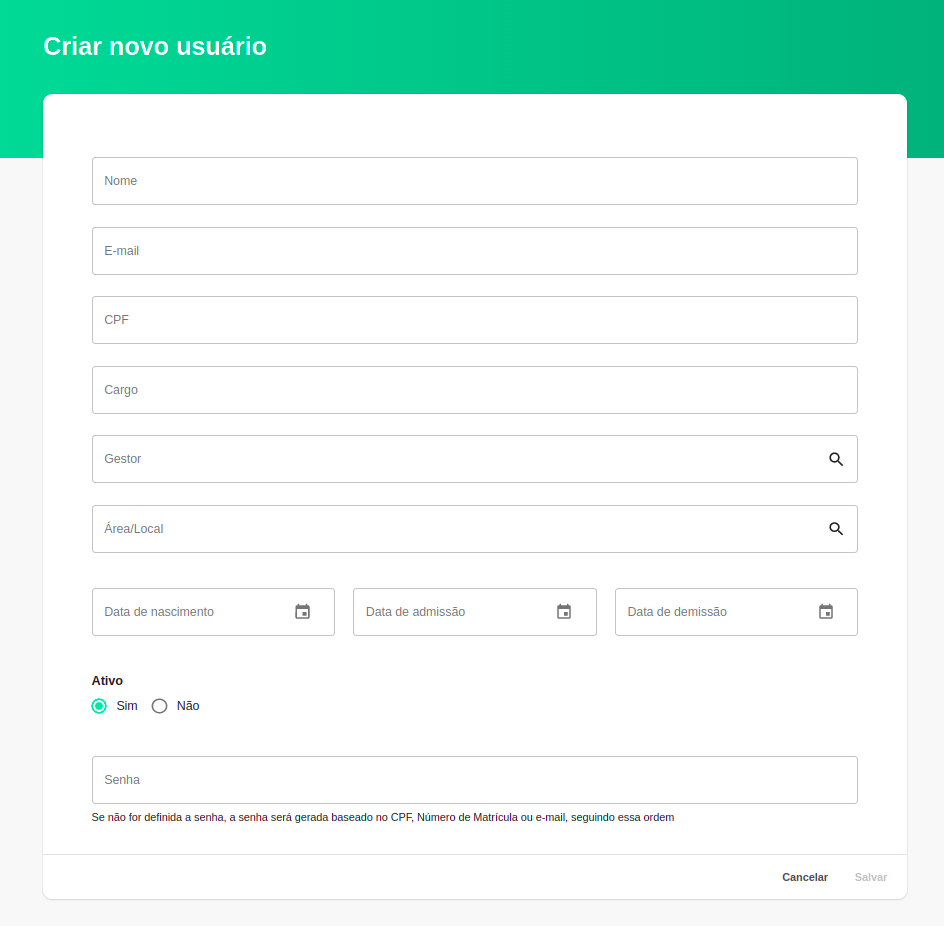 Criar novo usuário
Nome
E-mail
CPF
Cargo
Gestor
Área/Local
Data de nascimento Data de admissão Data de demissão
Ativo
Sim Não
Senha
Se não for definida a senha, a senha será gerada baseado no CPF, Número de Matrícula ou e-mail, seguindo essa ordem
Cancelar Salvar